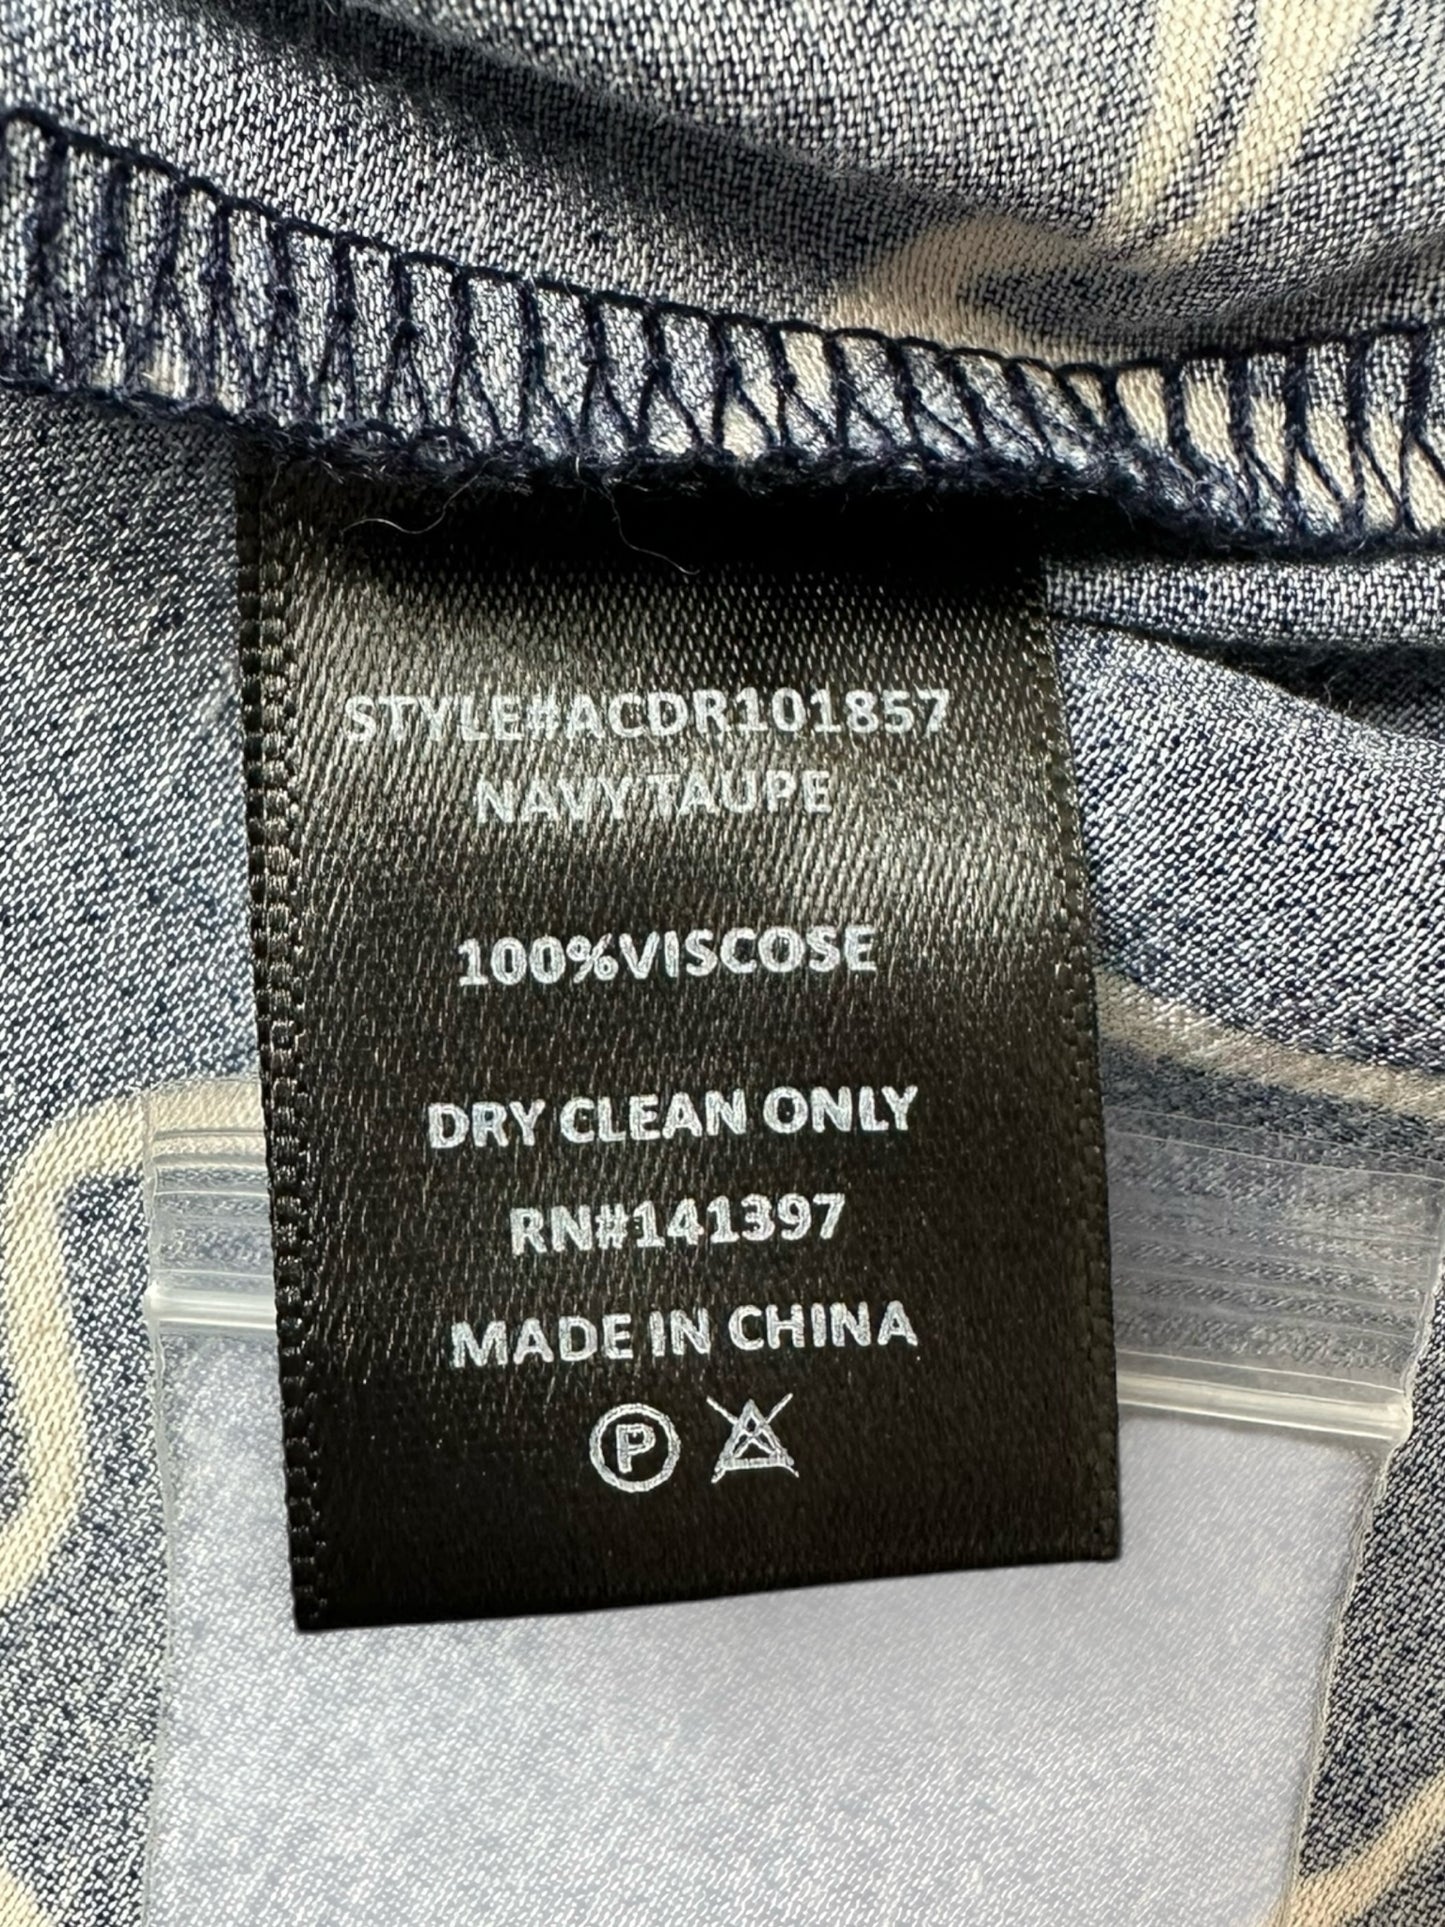 STYLE#ACDR101857
NAVY TAUPE
100%VISCOSE
DRY CLEAN ONLY
RN#141397
MADE IN CHINA
P